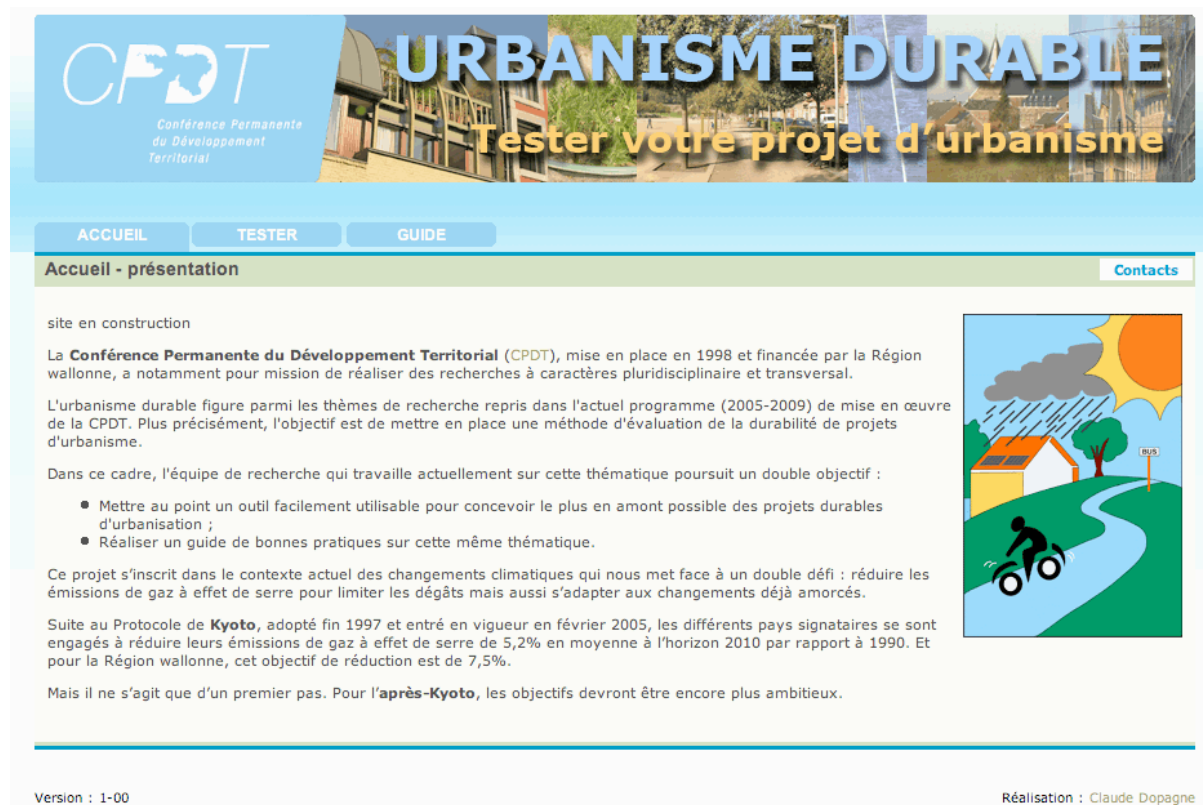 CPDT
Conférence Permanente
du Développement
Territorial
URBANISME DURABLE
Tester votre projet d'urbanisme
ACCUEIL
TESTER
GUIDE
Accueil - présentation
Contacts
site en construction
La Conférence Permanente du Développement Territorial (CPDT), mise en place en 1998 et financée par la Région
wallonne, a notamment pour mission de réaliser des recherches à caractères pluridisciplinaire et transversal.
L'urbanisme durable figure parmi les thèmes de recherche repris dans l'actuel programme (2005-2009) de mise en œuvre
de la CPDT. Plus précisément, l'objectif est de mettre en place une méthode d'évaluation de la durabilité de projets
d'urbanisme.
Dans ce cadre, l'équipe de recherche qui travaille actuellement sur cette thématique poursuit un double objectif :
Mettre au point un outil facilement utilisable pour concevoir le plus en amont possible des projets durables
d'urbanisation ;
Réaliser un guide de bonnes pratiques sur cette même thématique.
Ce projet s’inscrit dans le contexte actuel des changements climatiques qui nous met face à un double défi : réduire les
émissions de gaz à effet de serre pour limiter les dégâts mais aussi s’adapter aux changements déjà amorcés.
Suite au Protocole de Kyoto, adopté fin 1997 et entré en vigueur en février 2005, les différents pays signataires se sont
engagés à réduire leurs émissions de gaz à effet de serre de 5,2% en moyenne à l’horizon 2010 par rapport à 1990. Et
pour la Région wallonne, cet objectif de réduction est de 7,5%.
Mais il ne s’agit que d’un premier pas. Pour l’après-Kyoto, les objectifs devront être encore plus ambitieux.
BUS
Version : 1-00
Réalisation : Claude Dopagne